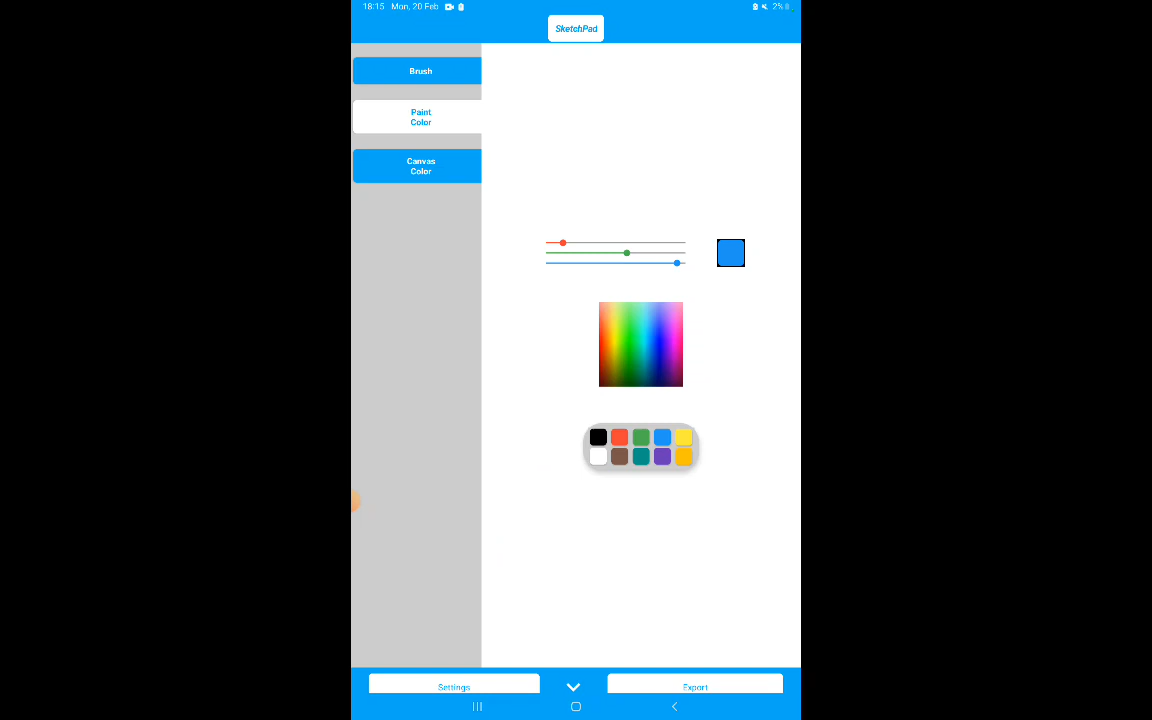 18:15 Mon, 20 Feb
2%
SketchPad
Brush
Paint
Color
Canvas
Color
Settings
Export